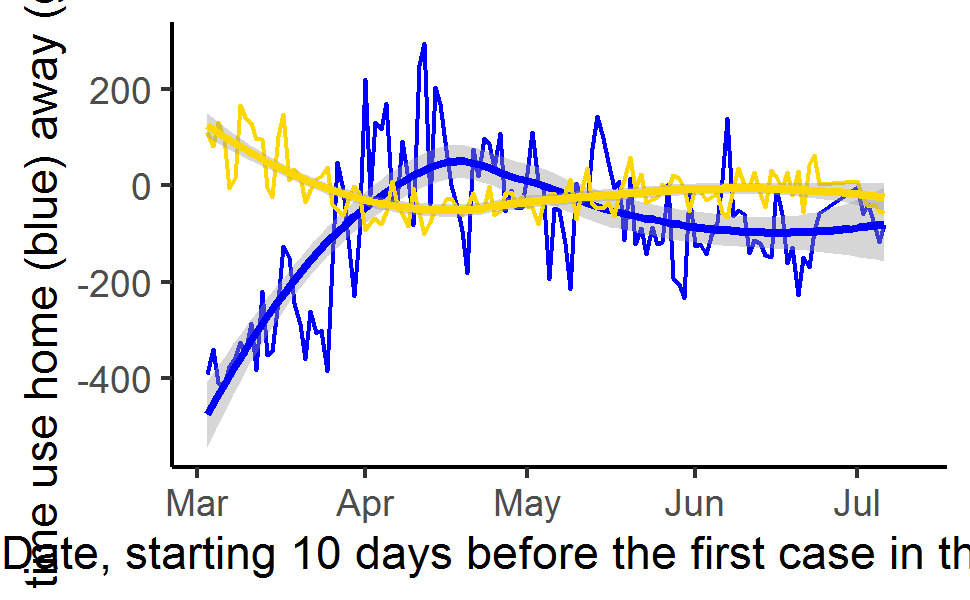 time use home (blue) away (
200
0
-200
-400
Mar Apr May Jun Jul
Date, starting 10 days before the first case in th